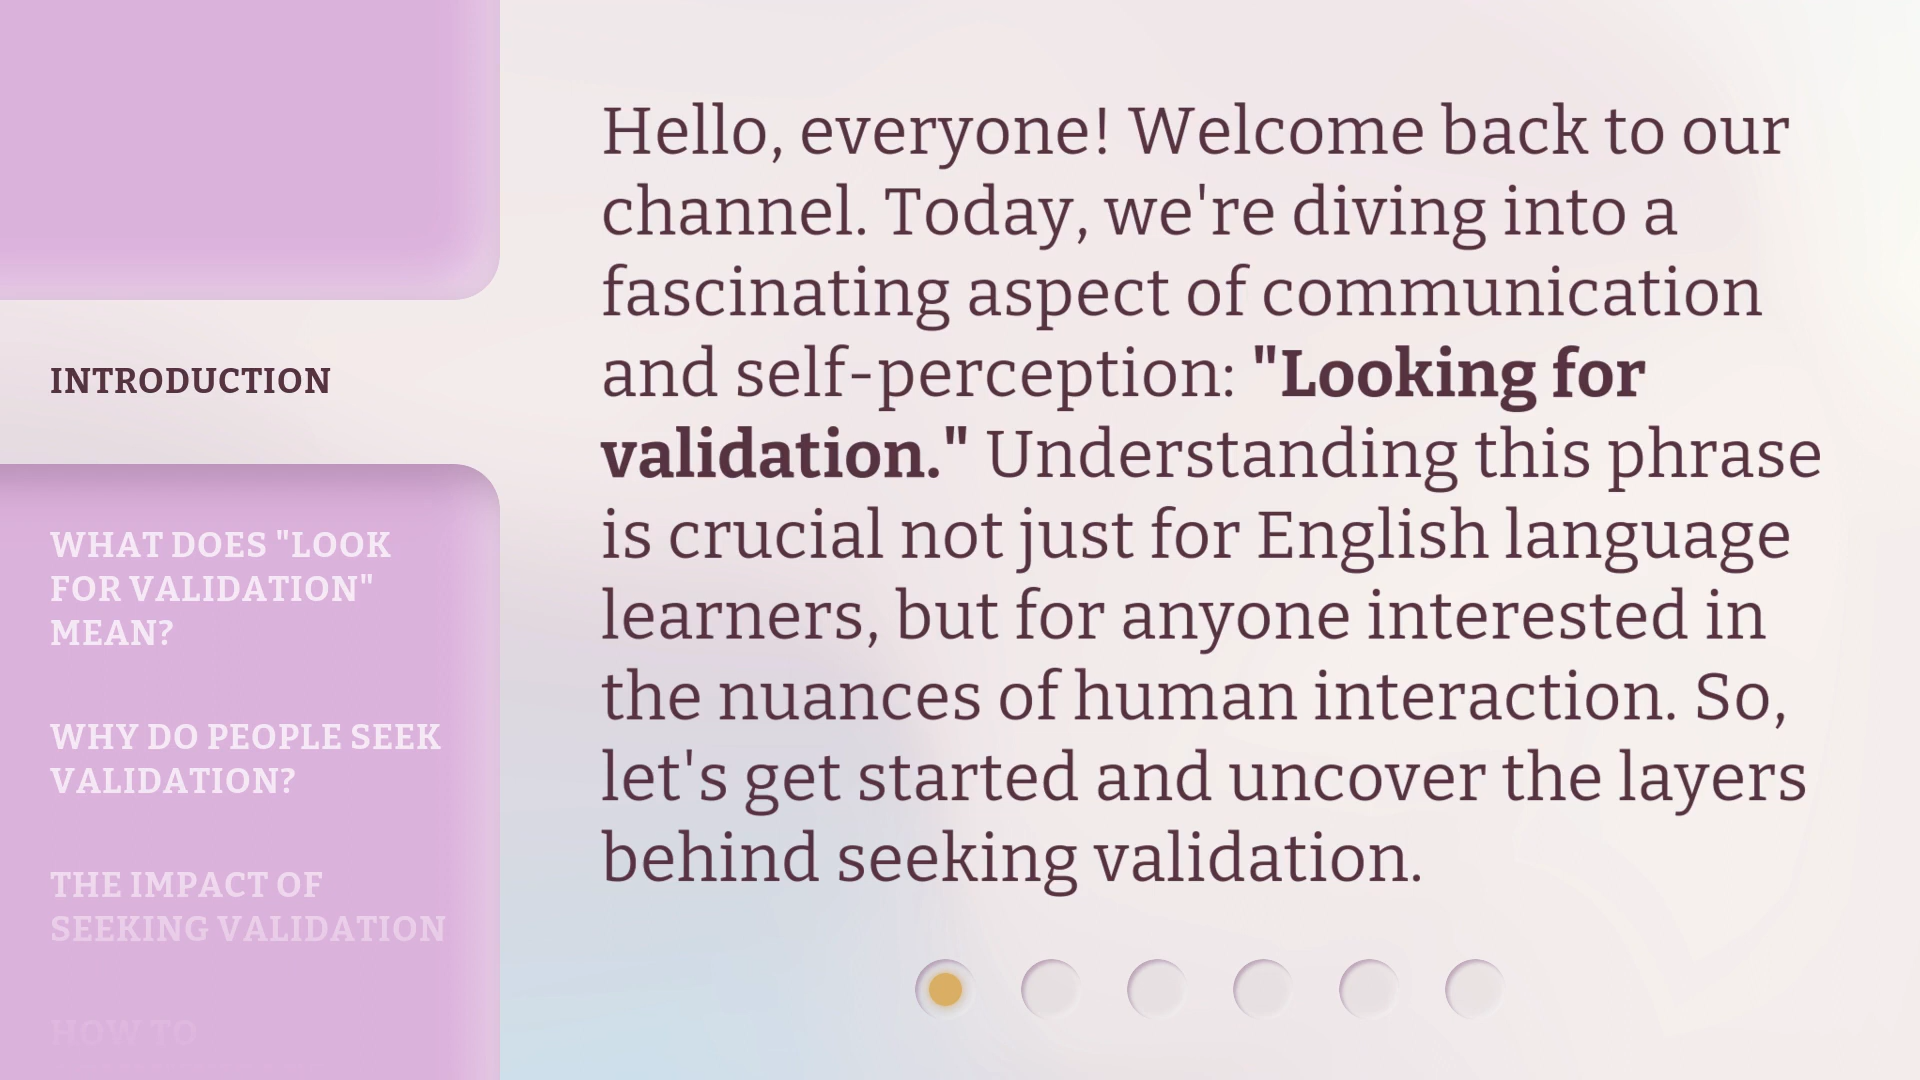 INTRODUCTION
WHAT DOES "LOOK
FOR VALIDATION"
MEAN?
WHY DO PEOPLE SEEK
VALIDATION?
THE IMPACT OF
SEEKING VALIDATION
HOW TO
Hello, everyone! Welcome back to our
channel. Today, we're diving into a
fascinating aspect of communication
and self-perception: "Looking for
validation." Understanding this phrase
is crucial not just for English language
learners, but for anyone interested in
the nuances of human interaction. So,
let's get started and uncover the layers
behind seeking validation.